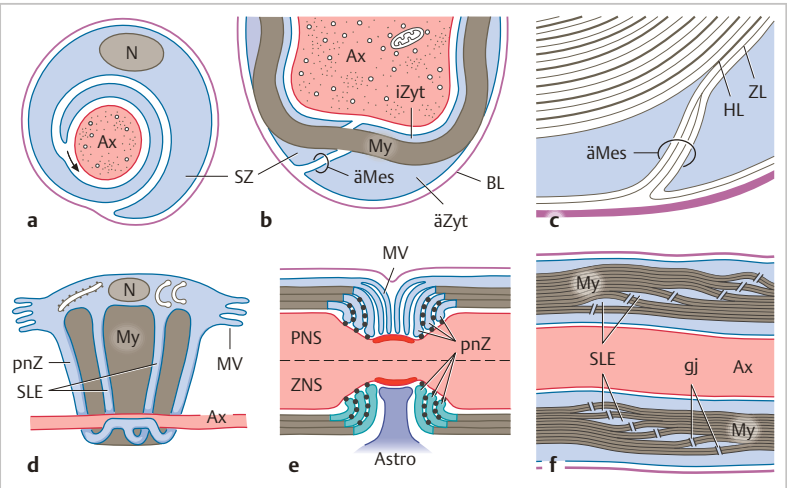 N
Ax
a
SZ
Ax
iZyt
My
äMes
äZyt
BL
b
ZL
HL
äMes
c
N
My
pnZ
SLE
MV
Ax
d
MV
PNS
ZNS
pnZ
Astro
e
My
SLE
gj
Ax
My
f